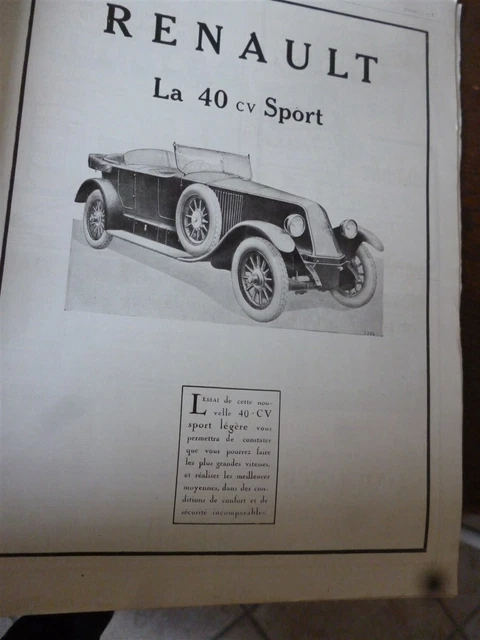 RENAULT
La 40 CV Sport
L'ESSAI de cette nou-
velle 40-CV
sport légère vous
permettra de constater
que vous pourrez faire
les plus grandes vitesses,
et réaliser les meilleures
moyennes, dans des con-
ditions de confort et de
sécurité incomparables.